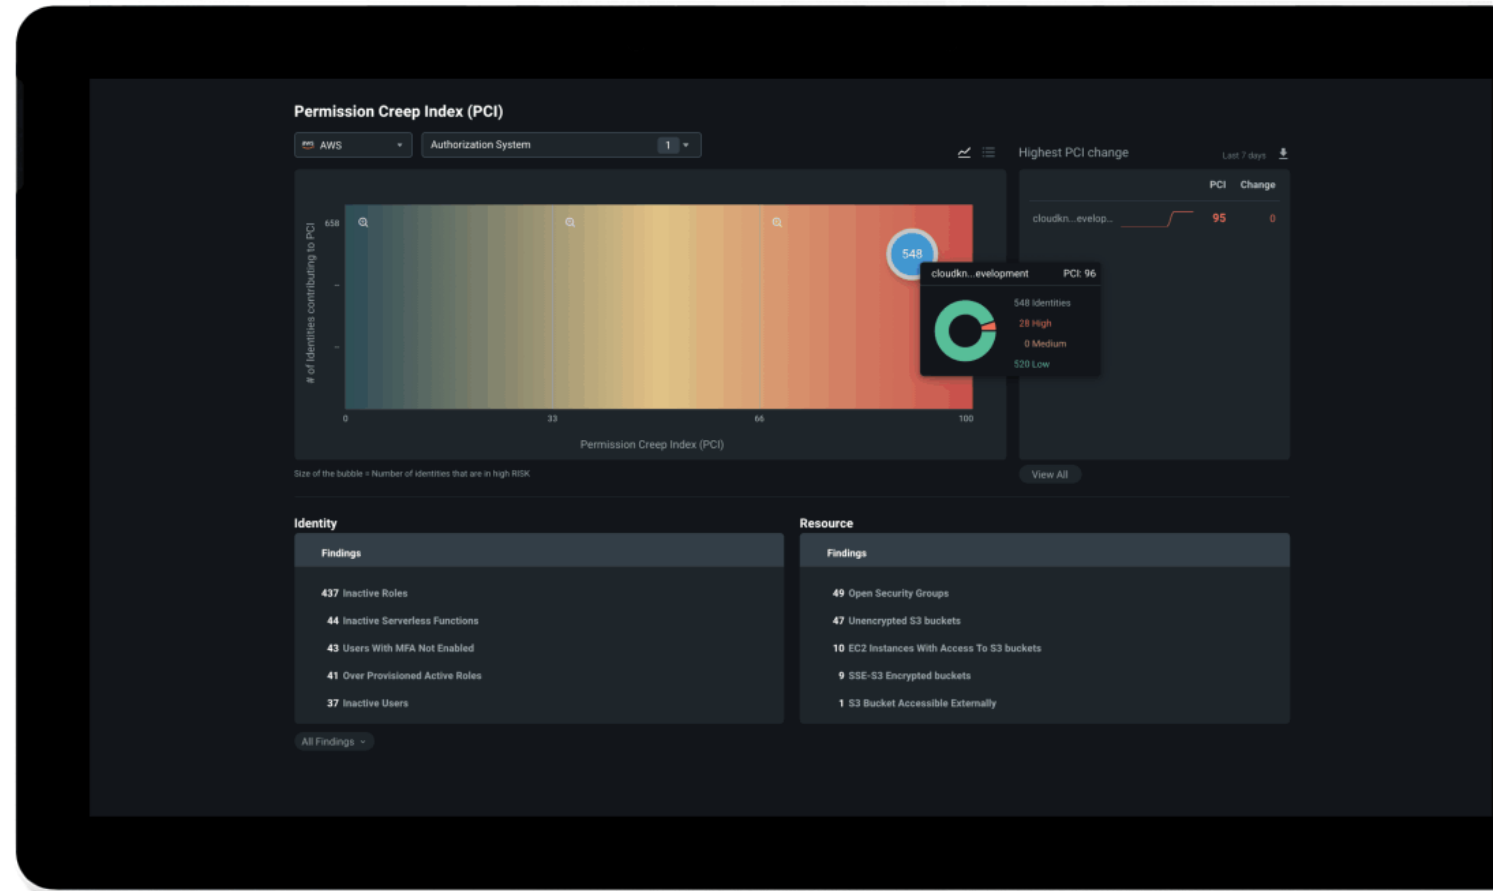 Permission Creep Index (PCI)
aws AWS
Authorization System 1
Highest PCI change
Last 7 days
PCI Change
cloudkn...evelop... 95 0
# of Identities contributing to PCI
658
548
cloudkn...evelopment PCI: 96
548 Identities
28 High
0 Medium
520 Low
0 33 66 100
Permission Creep Index (PCI)
Size of the bubble = Number of identities that are in high RISK
View All
Identity
Findings
437 Inactive Roles
44 Inactive Serverless Functions
43 Users With MFA Not Enabled
41 Over Provisioned Active Roles
37 Inactive Users
All Findings
Resource
Findings
49 Open Security Groups
47 Unencrypted S3 buckets
10 EC2 Instances With Access To S3 buckets
9 SSE-S3 Encrypted buckets
1 S3 Bucket Accessible Externally